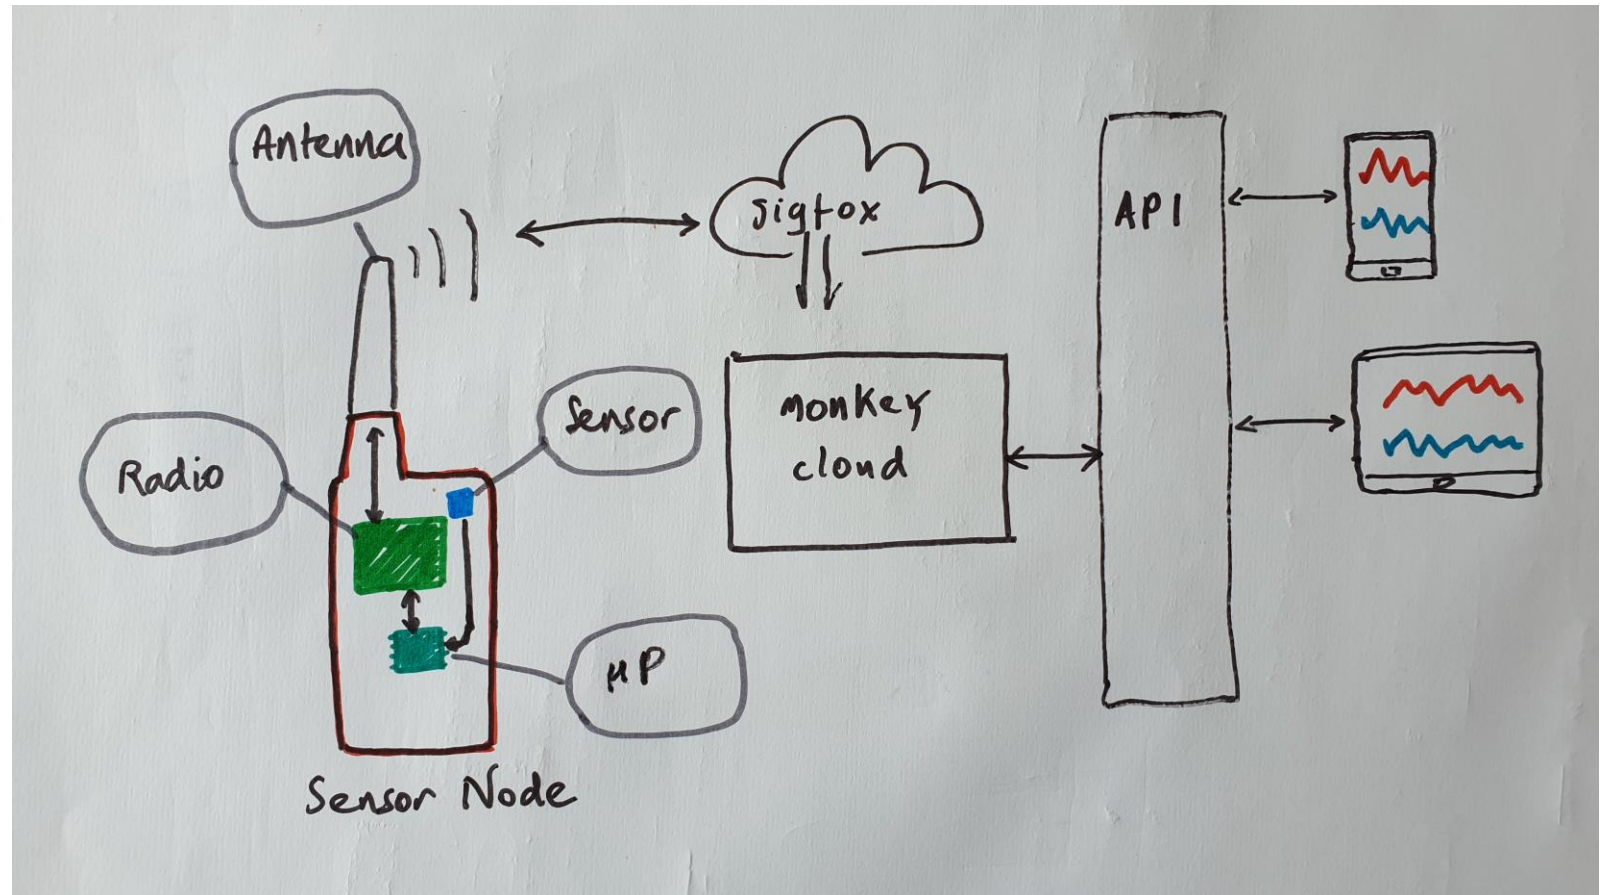 Antenna
sigfox
API
monkey
cloud
Sensor
Radio
μP
Sensor Node